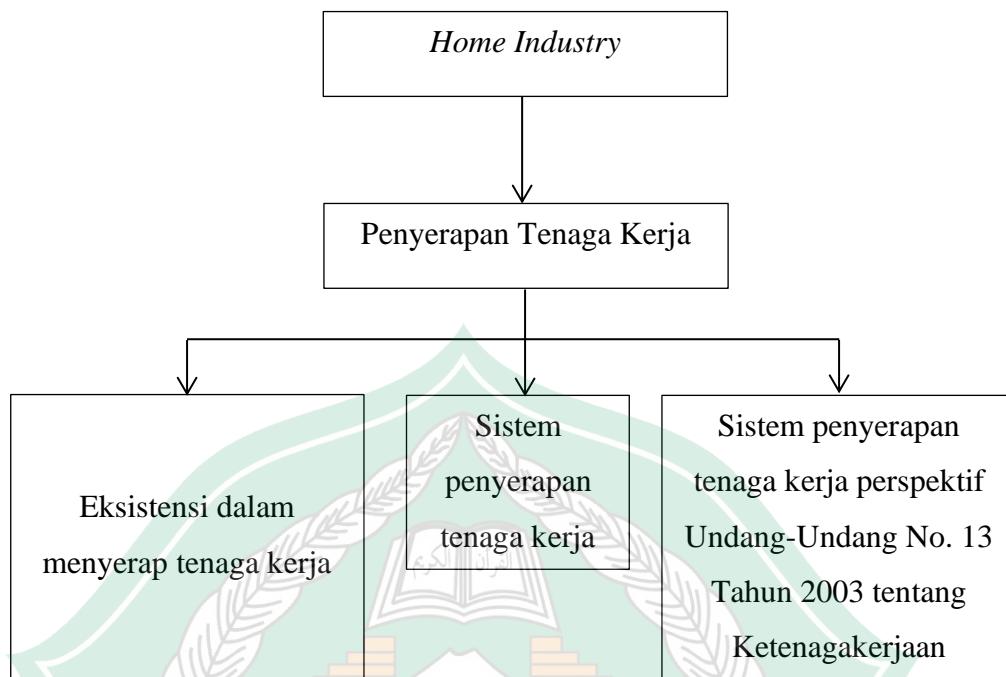 Home Industry
Penyerapan Tenaga Kerja
Eksistensi dalam
menyerap tenaga kerja
Sistem
penyerapan
tenaga kerja
Sistem penyerapan
tenaga kerja perspektif
Undang-Undang No. 13
Tahun 2003 tentang
Ketenagakerjaan